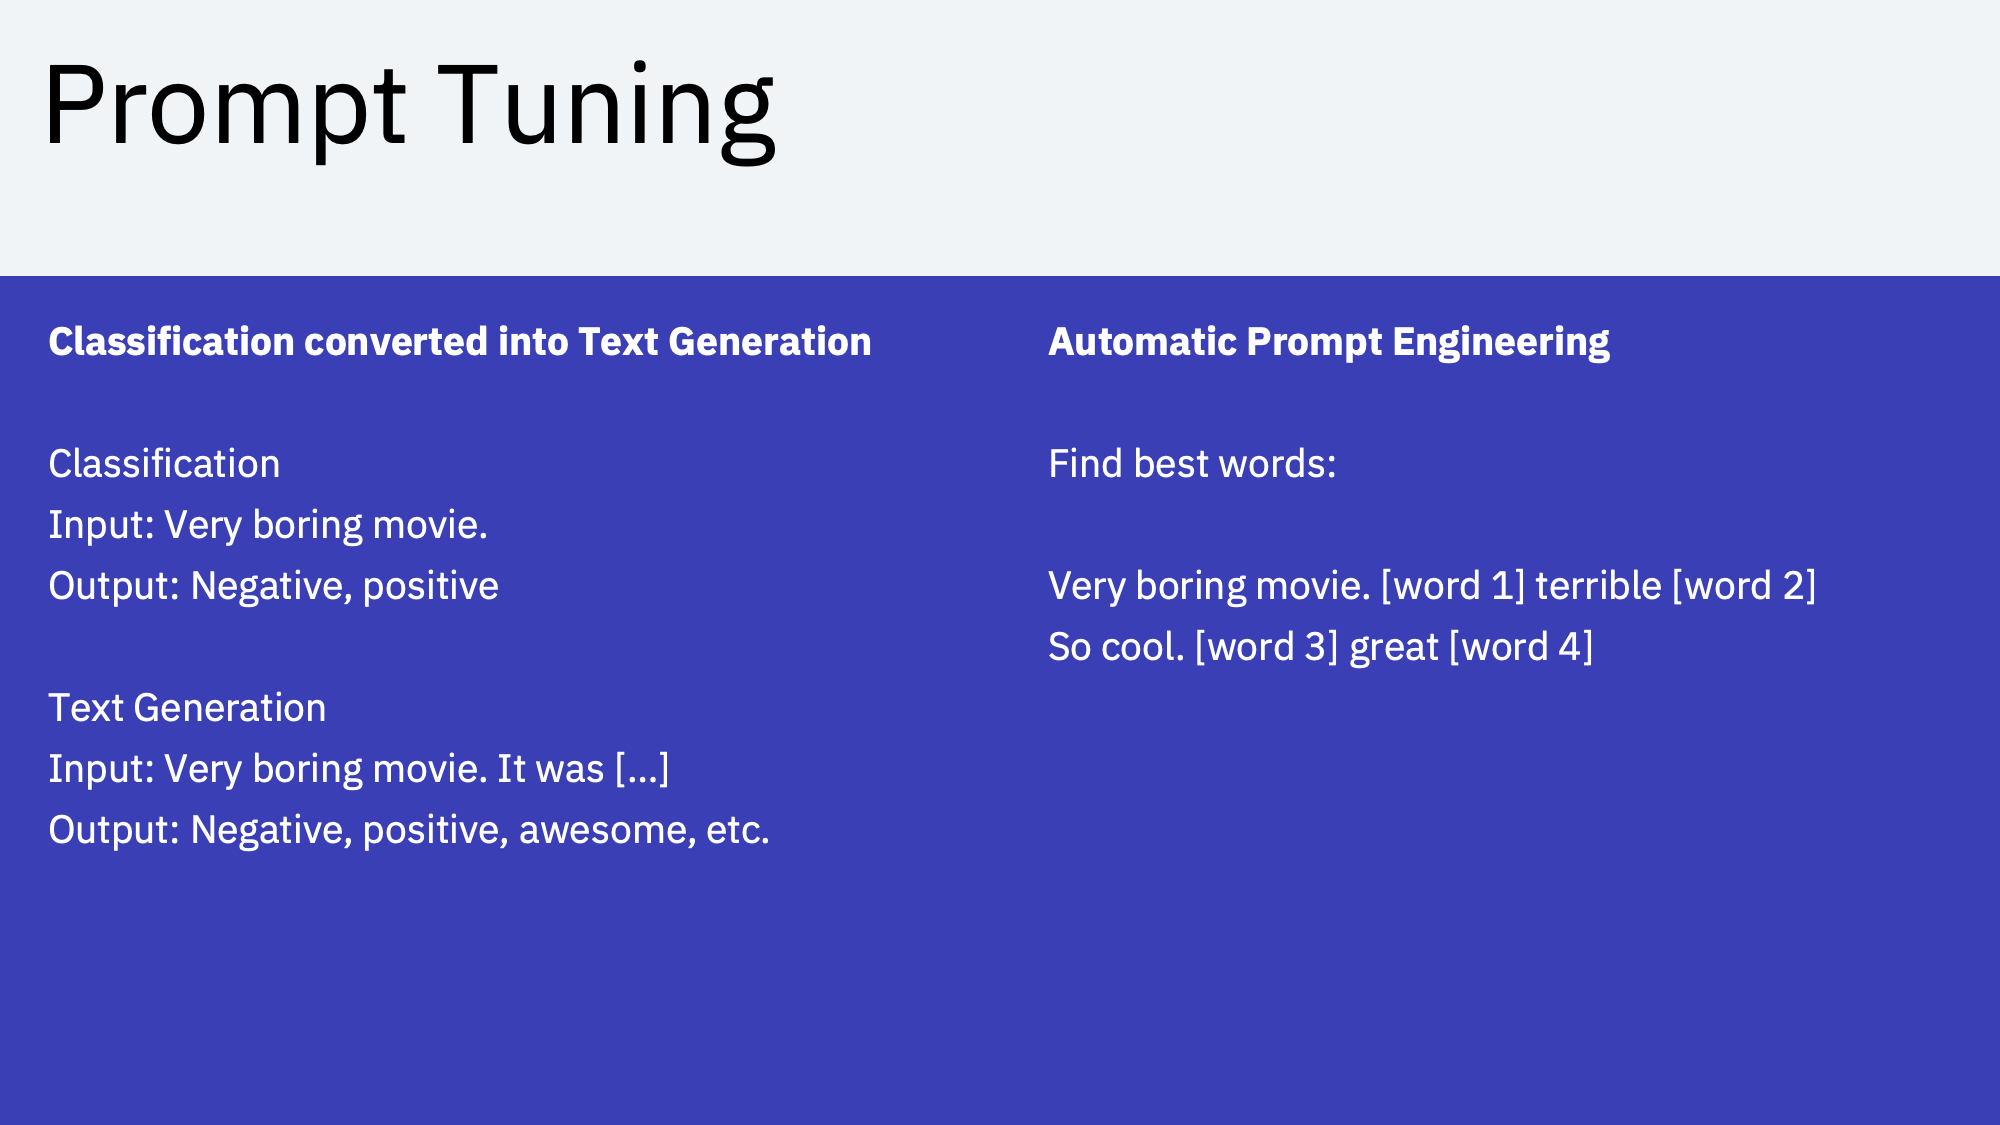 Prompt Tuning
Classification converted into Text Generation
Classification
Input: Very boring movie.
Output: Negative, positive
Text Generation
Input: Very boring movie. It was [...]
Output: Negative, positive, awesome, etc.
Automatic Prompt Engineering
Find best words:
Very boring movie. [word 1] terrible [word 2]
So cool. [word 3] great [word 4]